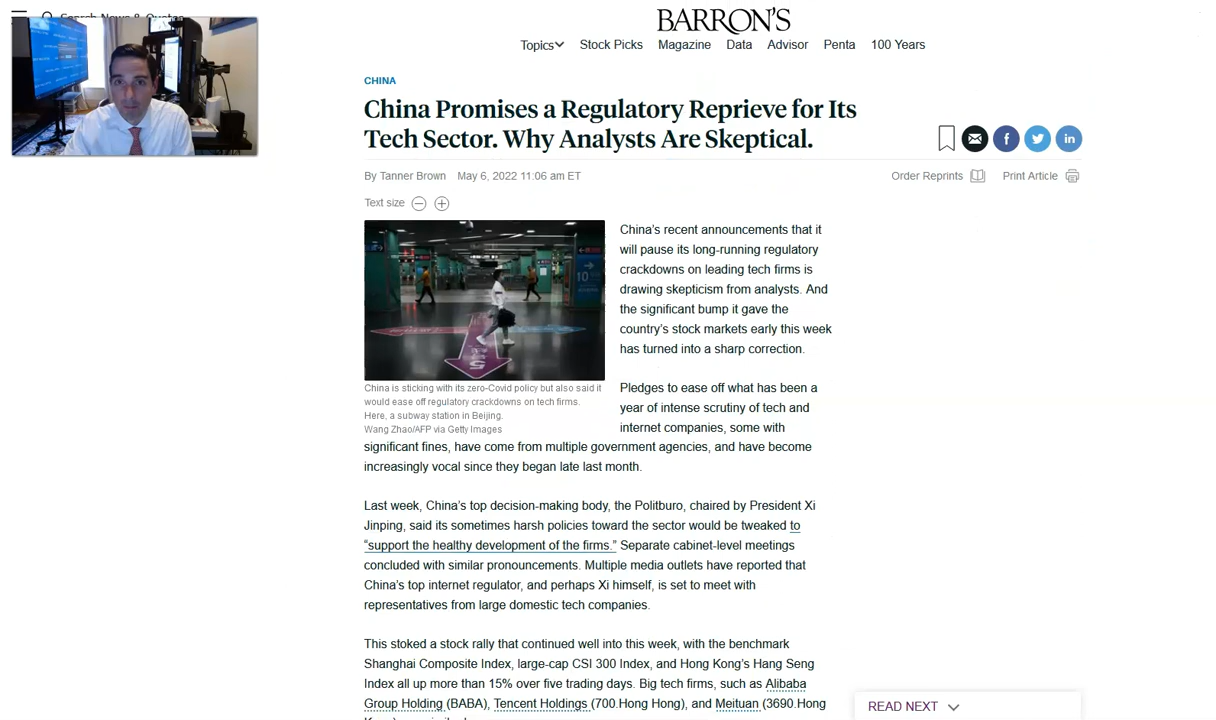 Search News & Quotes
BARRON'S
Topics Stock Picks Magazine Data Advisor Penta 100 Years
CHINA
China Promises a Regulatory Reprieve for Its
Tech Sector. Why Analysts Are Skeptical.
By Tanner Brown May 6, 2022 11:06 am ET
Order Reprints Print Article
Text size
China's recent announcements that it
will pause its long-running regulatory
crackdowns on leading tech firms is
drawing skepticism from analysts. And
the significant bump it gave the
country's stock markets early this week
has turned into a sharp correction.
China is sticking with its zero-Covid policy but also said it
would ease off regulatory crackdowns on tech firms.
Here, a subway station in Beijing.
Wang Zhao/AFP via Getty Images
Pledges to ease off what has been a
year of intense scrutiny of tech and
internet companies, some with
significant fines, have come from multiple government agencies, and have become
increasingly vocal since they began late last month.
Last week, China's top decision-making body, the Politburo, chaired by President Xi
Jinping, said its sometimes harsh policies toward the sector would be tweaked to
“support the healthy development of the firms.” Separate cabinet-level meetings
concluded with similar pronouncements. Multiple media outlets have reported that
China's top internet regulator, and perhaps Xi himself, is set to meet with
representatives from large domestic tech companies.
This stoked a stock rally that continued well into this week, with the benchmark
Shanghai Composite Index, large-cap CSI 300 Index, and Hong Kong's Hang Seng
Index all up more than 15% over five trading days. Big tech firms, such as Alibaba
Group Holding (BABA), Tencent Holdings (700.Hong Hong), and Meituan (3690.Hong
READ NEXT